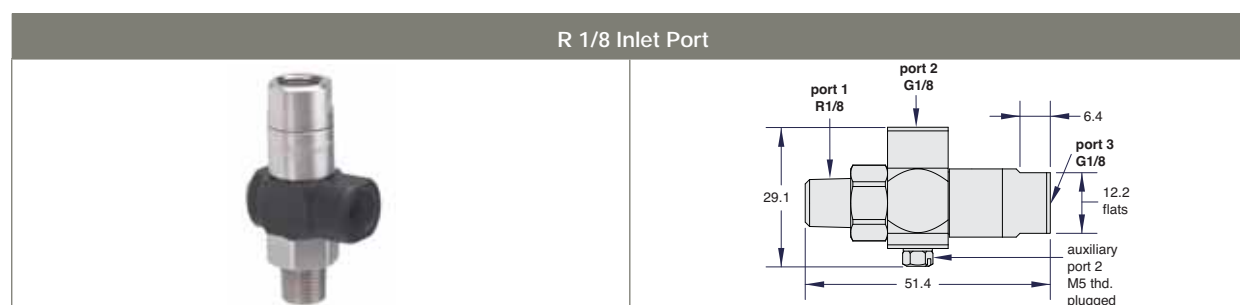 R 1/8 Inlet Port
port 2
G1/8
port 1
R1/8
6.4
port 3
G1/8
29.1
12.2
flats
auxiliary
port 2
M5 thd.
plugged
51.4